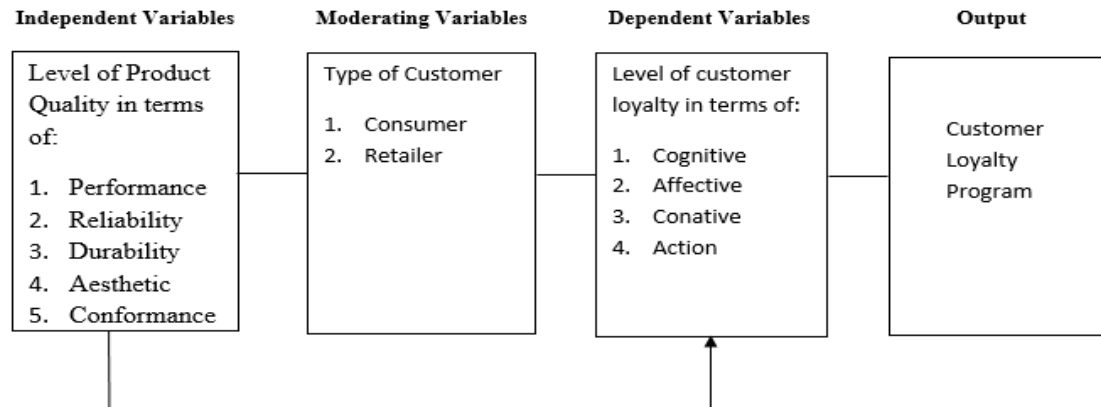 Independent Variables
Moderating Variables
Dependent Variables
Output
Level of Product
Quality in terms
of:
1. Performance
2. Reliability
3. Durability
4. Aesthetic
5. Conformance
Type of Customer
1. Consumer
2. Retailer
Level of customer
loyalty in terms of:
1. Cognitive
2. Affective
3. Conative
4. Action
Customer
Loyalty
Program